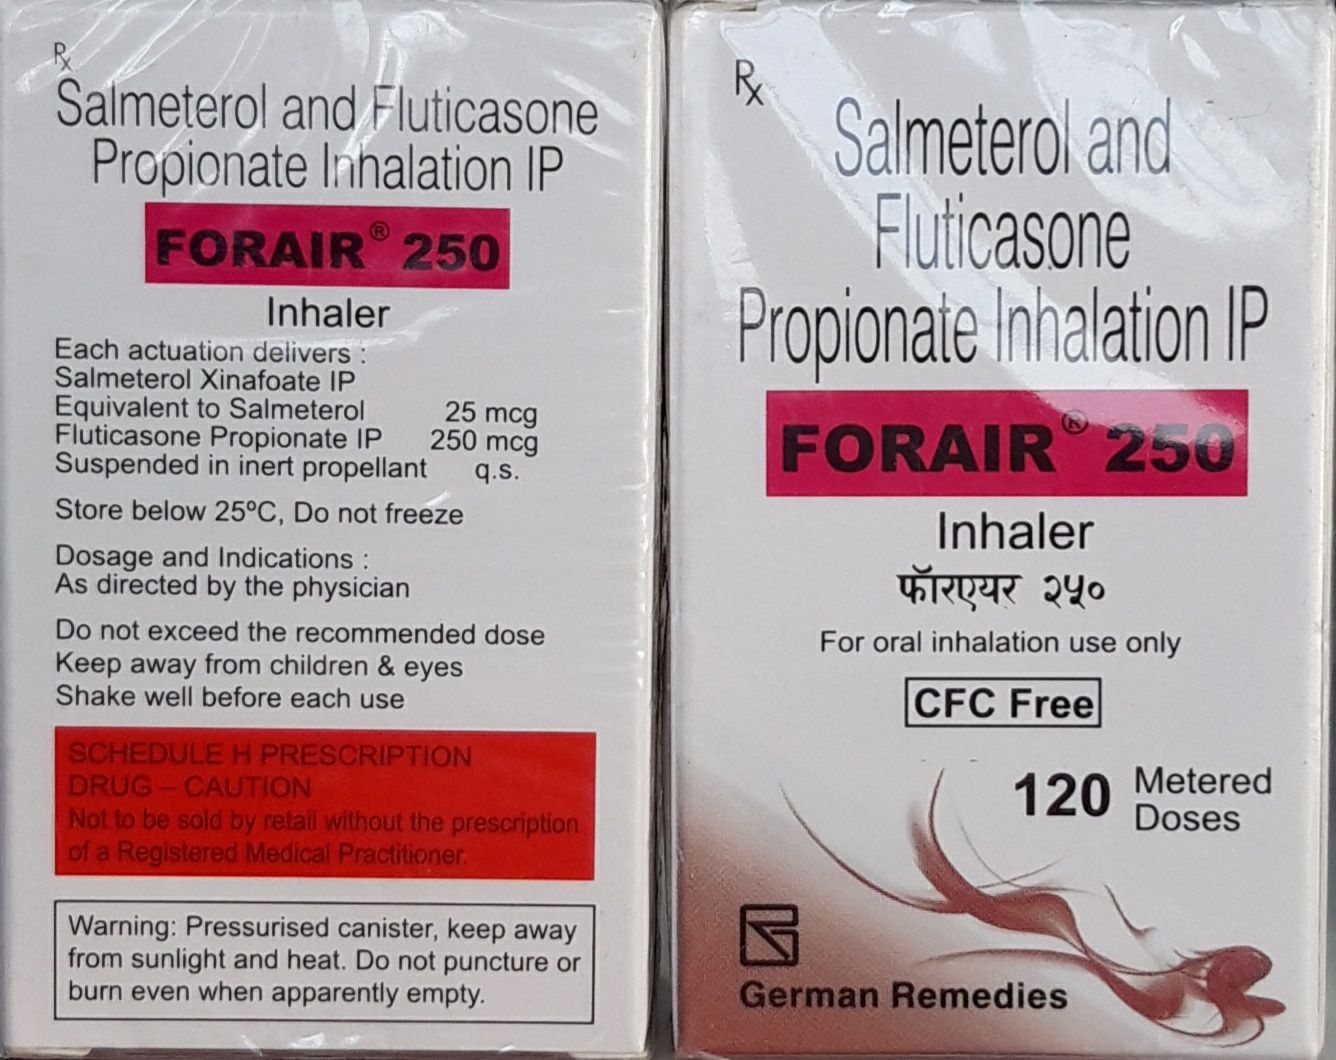 Rx
Salmeterol and Fluticasone
Propionate Inhalation IP
FORAIR® 250
Inhaler
Each actuation delivers :
Salmeterol Xinafoate IP
Equivalent to Salmeterol 25 mcg
Fluticasone Propionate IP 250 mcg
Suspended in inert propellant q.s.
Store below 25ºC, Do not freeze
Dosage and Indications :
As directed by the physician
Do not exceed the recommended dose
Keep away from children & eyes
Shake well before each use
SCHEDULE H PRESCRIPTION
DRUG – CAUTION
Not to be sold by retail without the prescription
of a Registered Medical Practitioner.
Warning: Pressurised canister, keep away
from sunlight and heat. Do not puncture or
burn even when apparently empty.
Rx
Salmeterol and
Fluticasone
Propionate Inhalation IP
FORAIR® 250
Inhaler
फॉरएयर २५०
For oral inhalation use only
CFC Free
120 Metered
Doses
German Remedies